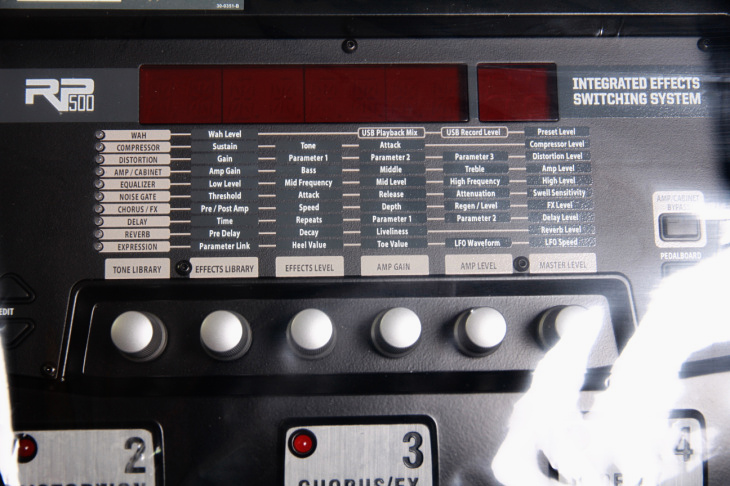 30-0351-B
RP500
INTEGRATED EFFECTS
SWITCHING SYSTEM
WAH Wah Level USB Playback Mix USB Record Level Preset Level
COMPRESSOR Sustain Tone Attack Compressor Level
DISTORTION Gain Parameter 1 Parameter 2 Parameter 3 Distortion Level
AMP / CABINET Amp Gain Bass Middle Treble Amp Level
EQUALIZER Low Level Mid Frequency Mid Level High Frequency High Level
NOISE GATE Threshold Attack Release Attenuation Swell Sensitivity
CHORUS / FX Pre / Post Amp Speed Depth Regen / Level FX Level
DELAY Time Repeats Parameter 1 Parameter 2 Delay Level
REVERB Pre Delay Decay Liveliness Reverb Level
EXPRESSION Parameter Link Heel Value Toe Value LFO Waveform LFO Speed
AMP/CABINET
PEDALBOARD
TONE LIBRARY EFFECTS LIBRARY EFFECTS LEVEL AMP GAIN AMP LEVEL MASTER LEVEL
EDIT
2 3 4
CHORUS/FX